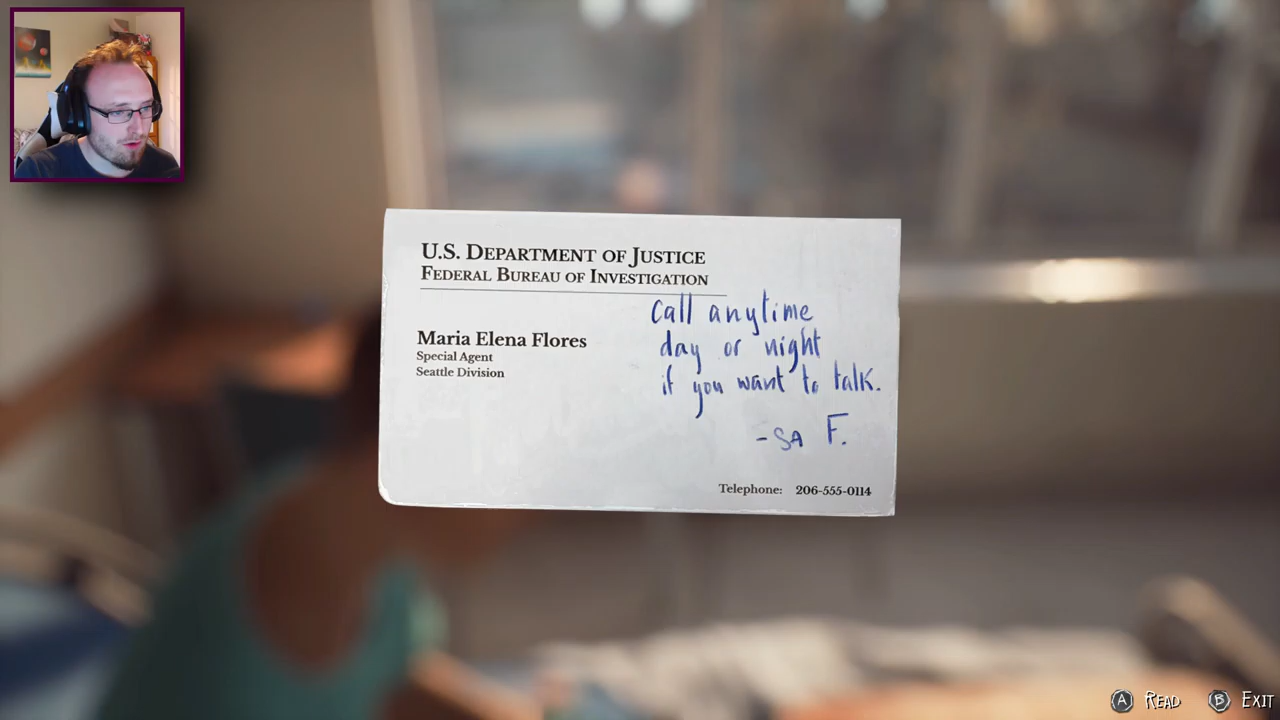 U.S. DEPARTMENT OF JUSTICE
FEDERAL BUREAU OF INVESTIGATION
Maria Elena Flores
Special Agent
Seattle Division
Call anytime
day or night
if you want to talk.
-SA F.
Telephone: 206-555-0114
A READ B EXIT